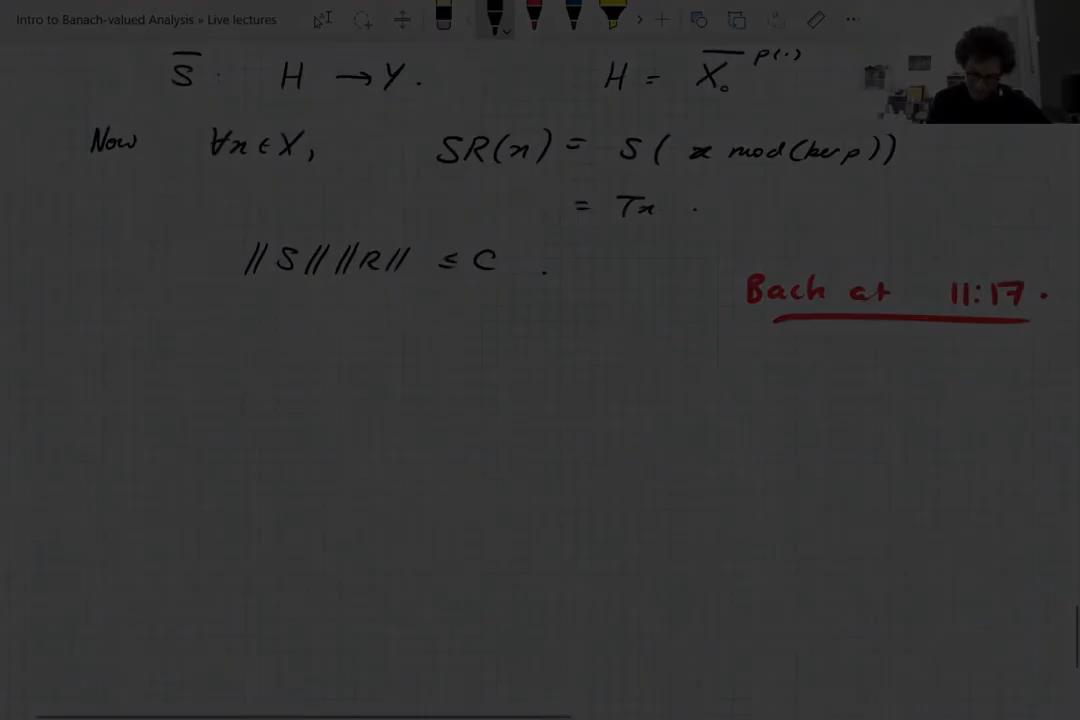 Intro to Banach-valued Analysis » Live lectures
S̅ : H → Y. H = X̅₀ ᵖ⁽·⁾
Now ∀x ∈ X, SR(x) = S( x mod(ker p))
= Tx .
||S|| ||R|| ≤ C .
Back at 11:17.